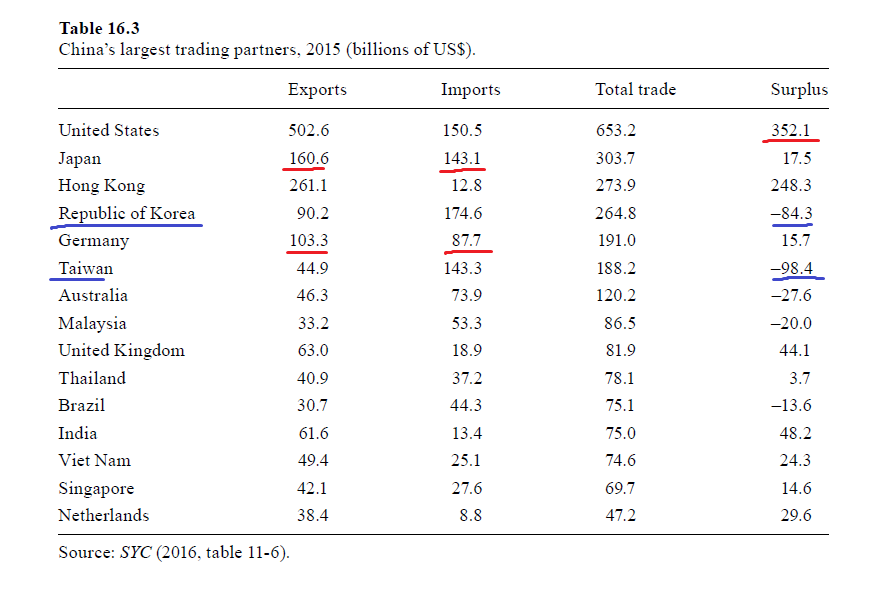 Table 16.3
China's largest trading partners, 2015 (billions of US$).
Exports Imports Total trade Surplus
United States 502.6 150.5 653.2 352.1
Japan 160.6 143.1 303.7 17.5
Hong Kong 261.1 12.8 273.9 248.3
Republic of Korea 90.2 174.6 264.8 –84.3
Germany 103.3 87.7 191.0 15.7
Taiwan 44.9 143.3 188.2 –98.4
Australia 46.3 73.9 120.2 –27.6
Malaysia 33.2 53.3 86.5 –20.0
United Kingdom 63.0 18.9 81.9 44.1
Thailand 40.9 37.2 78.1 3.7
Brazil 30.7 44.3 75.1 –13.6
India 61.6 13.4 75.0 48.2
Viet Nam 49.4 25.1 74.6 24.3
Singapore 42.1 27.6 69.7 14.6
Netherlands 38.4 8.8 47.2 29.6
Source: SYC (2016, table 11-6).